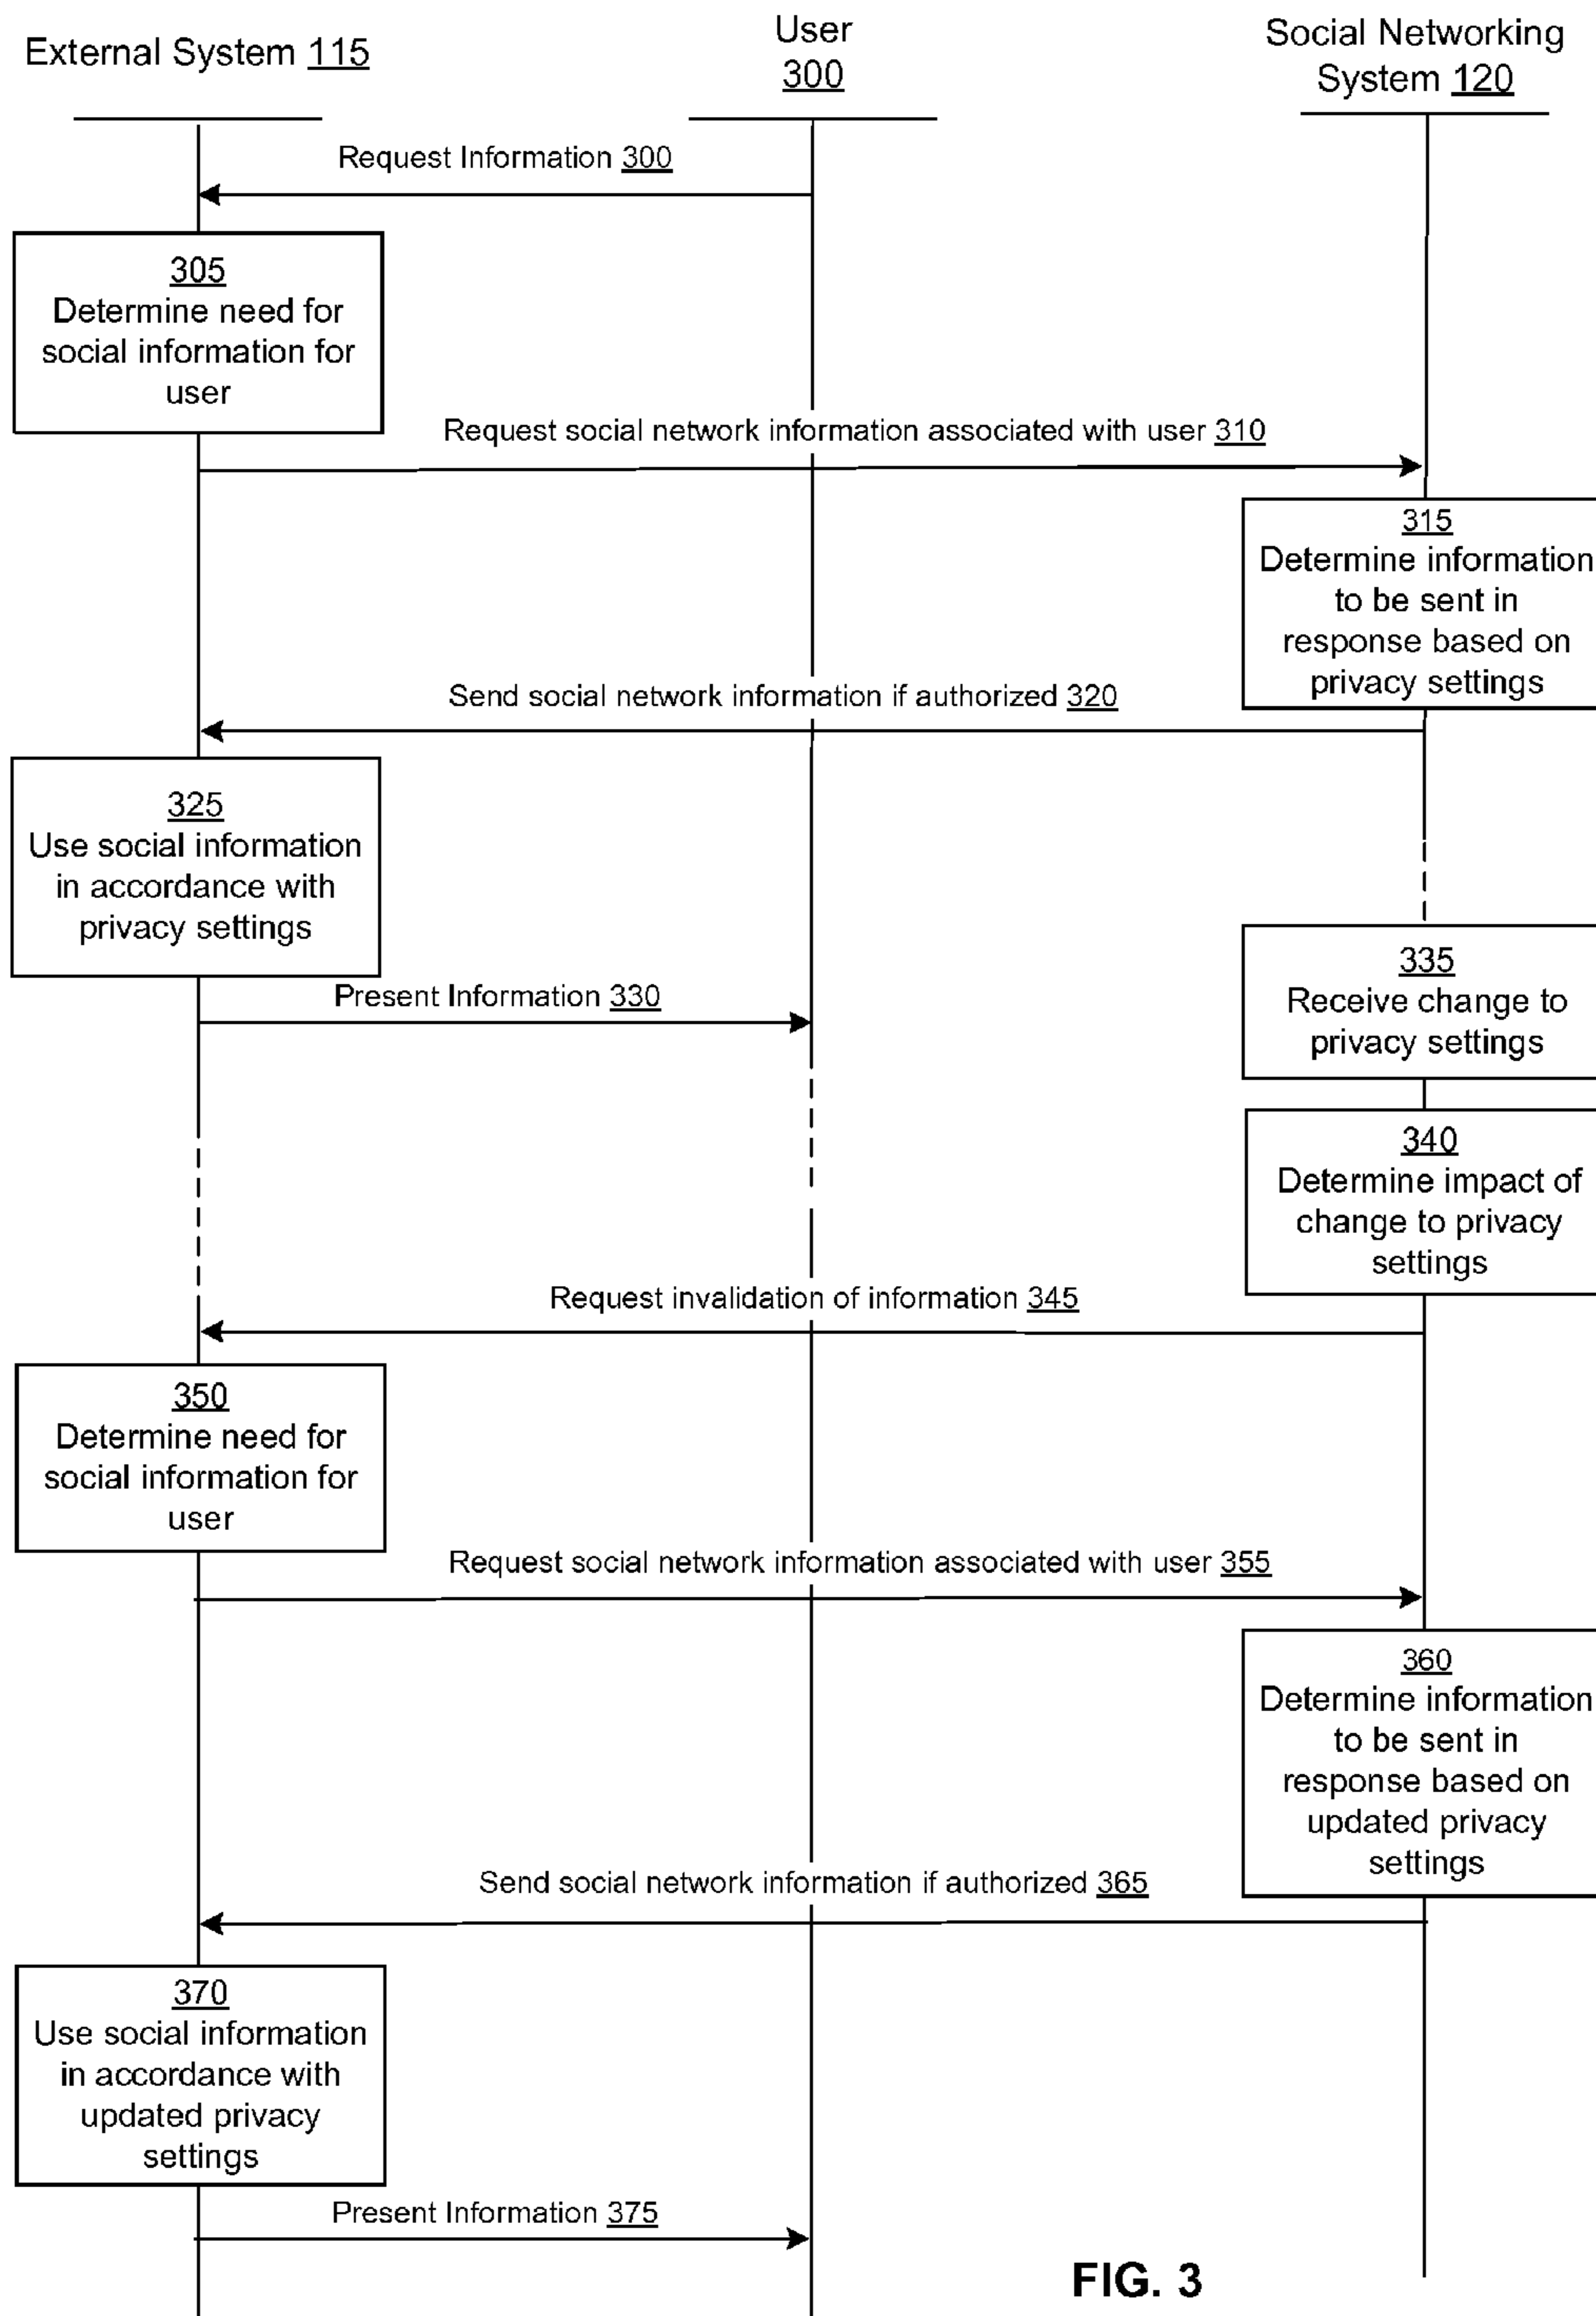 External System 115
User
300
Social Networking
System 120
Request Information 300
305
Determine need for
social information for
user
Request social network information associated with user 310
315
Determine information
to be sent in
response based on
privacy settings
Send social network information if authorized 320
325
Use social information
in accordance with
privacy settings
335
Receive change to
privacy settings
Present Information 330
340
Determine impact of
change to privacy
settings
Request invalidation of information 345
350
Determine need for
social information for
user
Request social network information associated with user 355
360
Determine information
to be sent in
response based on
updated privacy
settings
Send social network information if authorized 365
370
Use social information
in accordance with
updated privacy
settings
Present Information 375
FIG. 3